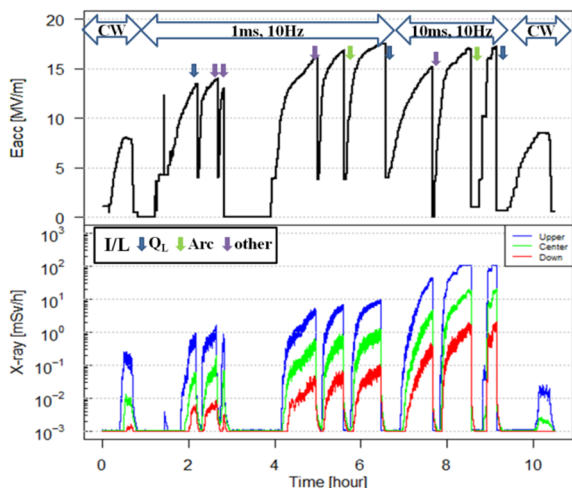 CW 1ms, 10Hz 10ms, 10Hz CW
Eacc [MV/m]
20
15
10
5
0
I/L Q_L Arc other
Upper
Center
Down
X-ray [mSv/h]
10³
10²
10¹
10⁰
10⁻¹
10⁻²
10⁻³
0 2 4 6 8 10
Time [hour]